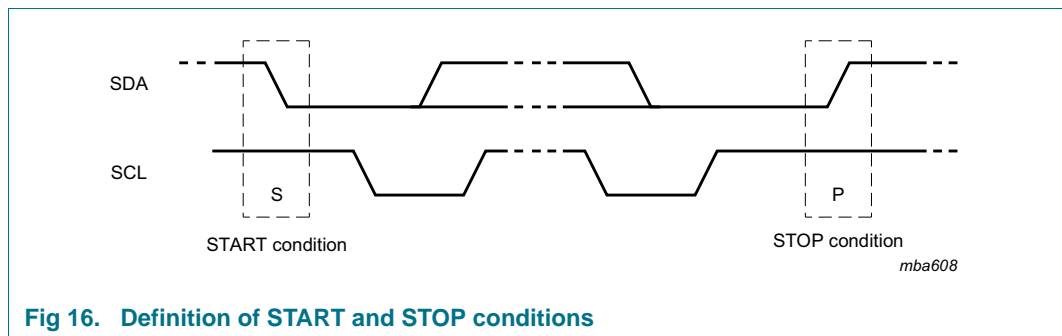 SDA
SCL
S
P
START condition
STOP condition
mba608
Fig 16. Definition of START and STOP conditions